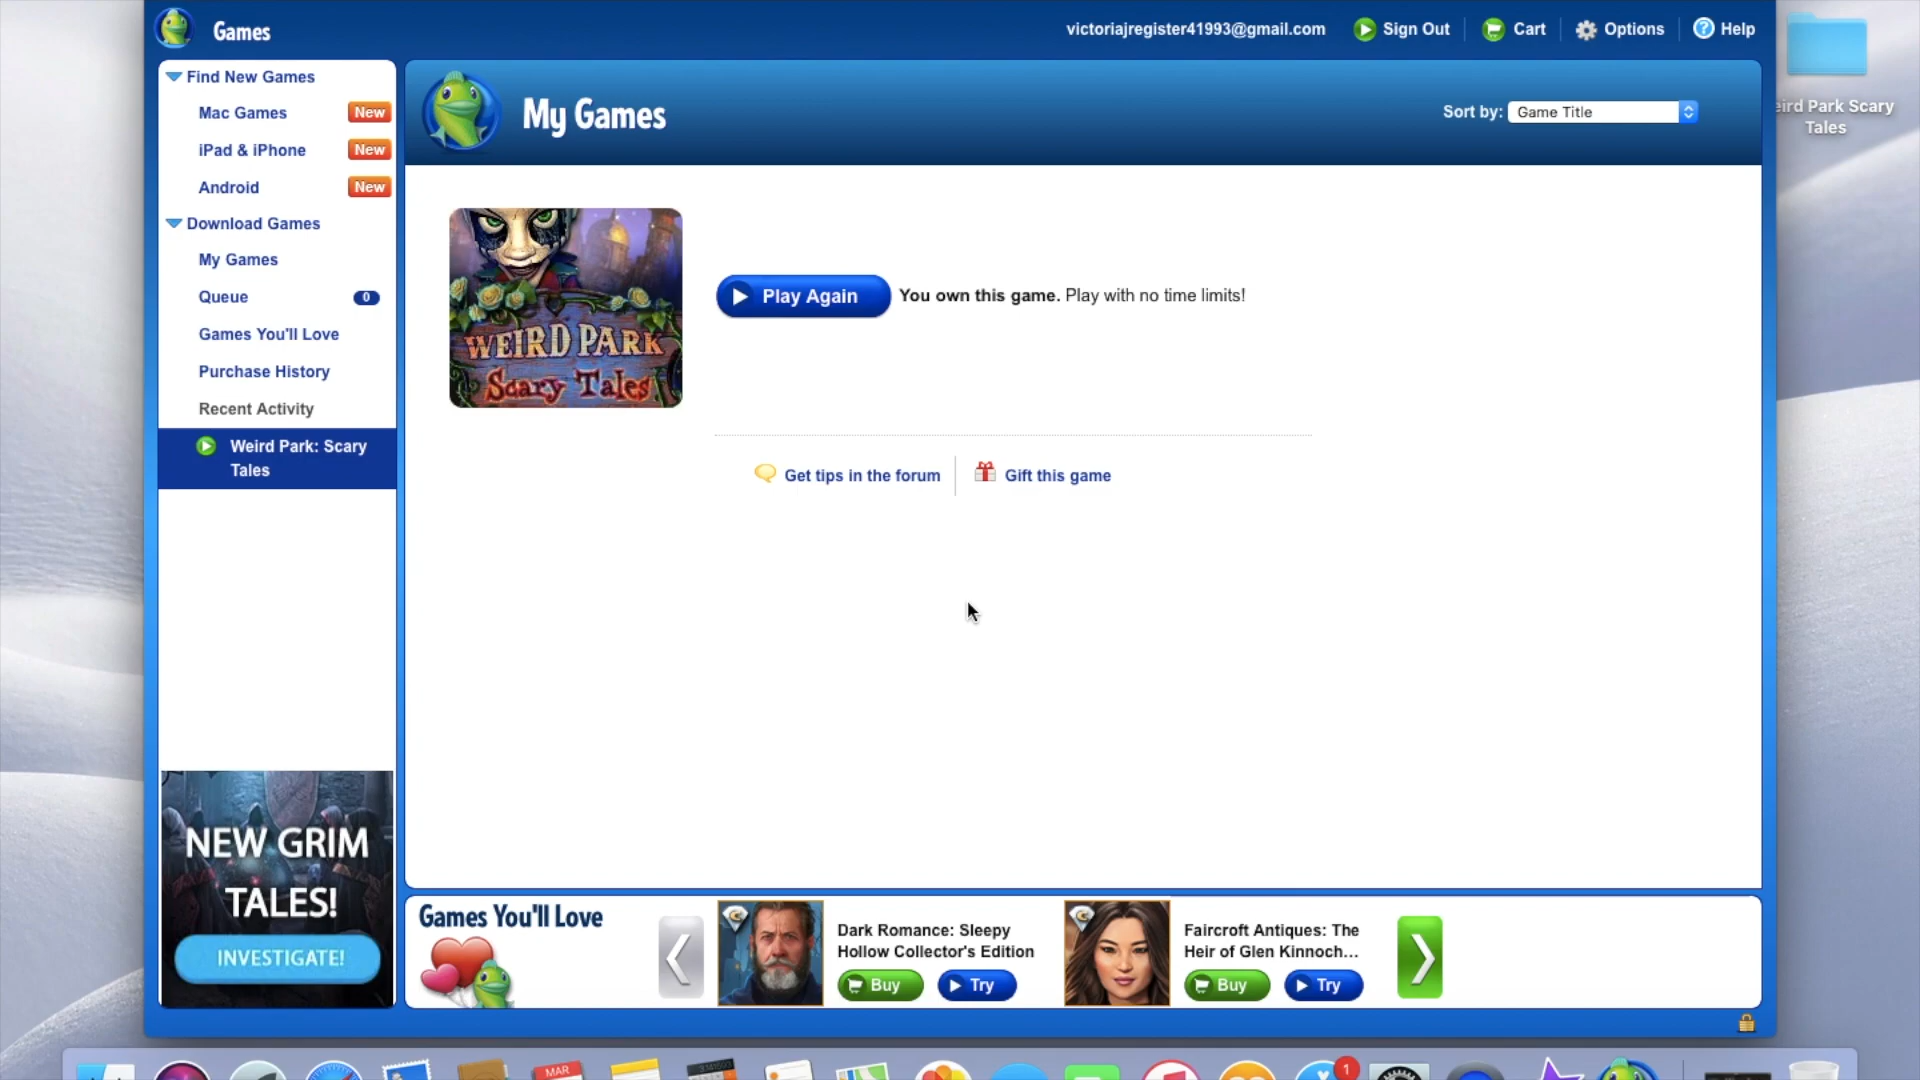 Games
victoriajregister41993@gmail.com
Sign Out
Cart
Options
Help
Find New Games
Mac Games
New
iPad & iPhone
New
Android
New
Download Games
My Games
Queue
0
Games You'll Love
Purchase History
Recent Activity
Weird Park: Scary
Tales
NEW GRIM
TALES!
INVESTIGATE!
My Games
Sort by:
Game Title
WEIRD PARK
Scary Tales
Play Again
You own this game. Play with no time limits!
Get tips in the forum
Gift this game
Games You'll Love
Dark Romance: Sleepy
Hollow Collector's Edition
Buy
Try
Faircroft Antiques: The
Heir of Glen Kinnoch...
Buy
Try
Park Scary
Tales
MAR
1